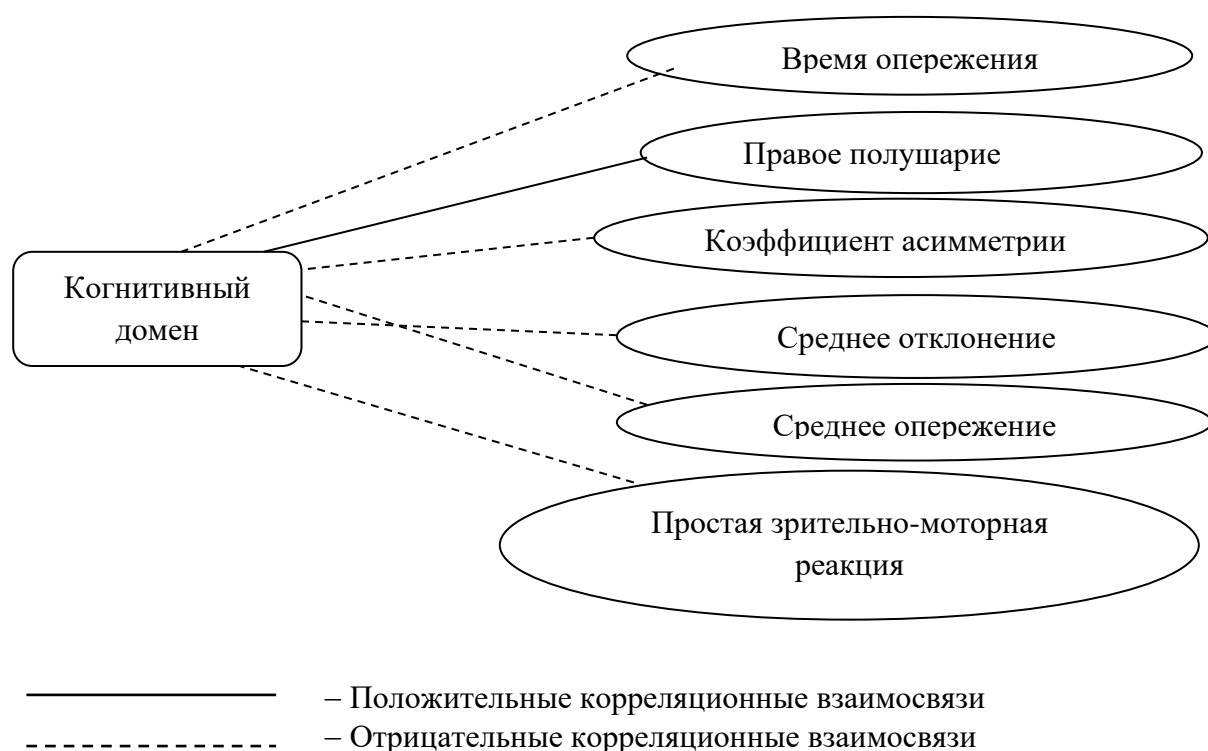 Время опережения
Правое полушарие
Коэффициент асимметрии
Когнитивный
домен
Среднее отклонение
Среднее опережение
Простая зрительно-моторная
реакция
– Положительные корреляционные взаимосвязи
– Отрицательные корреляционные взаимосвязи